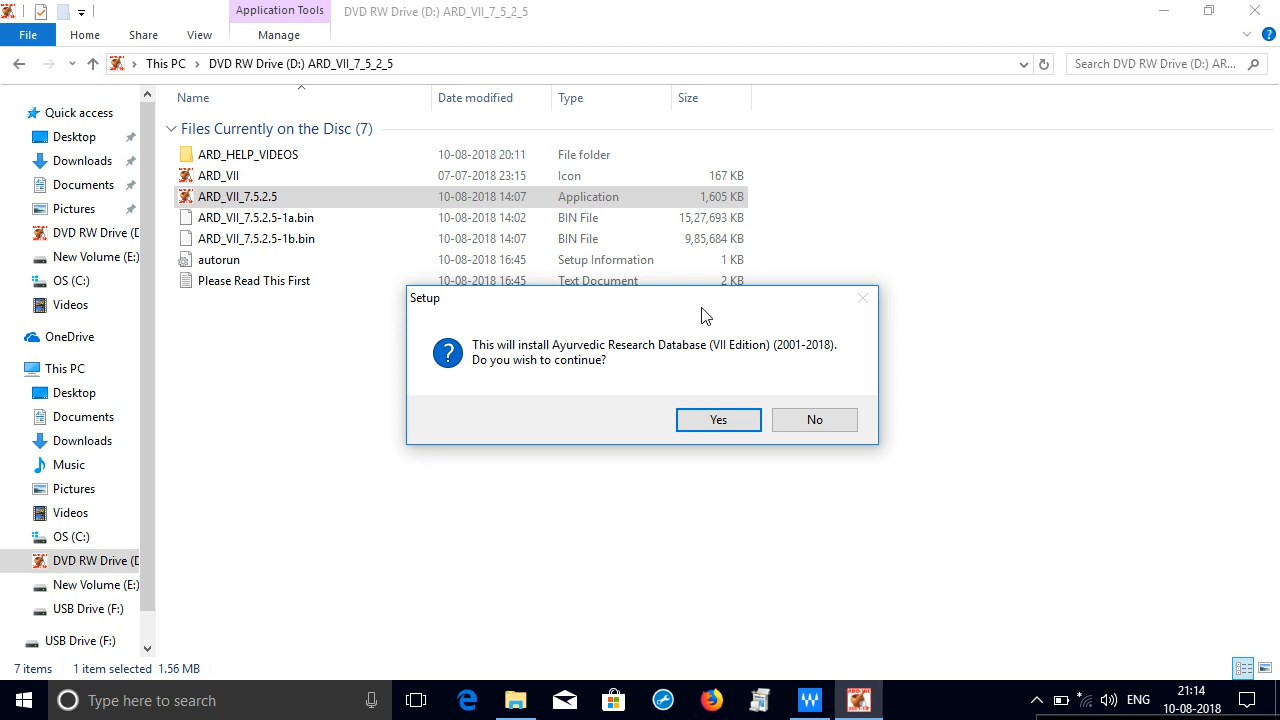 Application Tools
DVD RW Drive (D:) ARD_VII_7_5_2_5
File Home Share View Manage
This PC DVD RW Drive (D:) ARD_VII_7_5_2_5
Search DVD RW Drive (D:) AR...
Name Date modified Type Size
Files Currently on the Disc (7)
ARD_HELP_VIDEOS 10-08-2018 20:11 File folder
ARD_VII 07-07-2018 23:15 Icon 167 KB
ARD_VII_7.5.2.5 10-08-2018 14:07 Application 1,605 KB
ARD_VII_7.5.2.5-1a.bin 10-08-2018 14:02 BIN File 15,27,693 KB
ARD_VII_7.5.2.5-1b.bin 10-08-2018 14:07 BIN File 9,85,684 KB
autorun 10-08-2018 16:45 Setup Information 1 KB
Please Read This First 10-08-2018 16:45 Text Document 2 KB
Quick access
Desktop
Downloads
Documents
Pictures
DVD RW Drive (D
New Volume (E:)
OS (C:)
Videos
OneDrive
This PC
Desktop
Documents
Downloads
Music
Pictures
Videos
OS (C:)
DVD RW Drive (D
New Volume (E:)
USB Drive (F:)
USB Drive (F:)
Setup
This will install Ayurvedic Research Database (VII Edition) (2001-2018).
Do you wish to continue?
Yes No
7 items 1 item selected 1.56 MB
Type here to search
ENG
21:14
10-08-2018